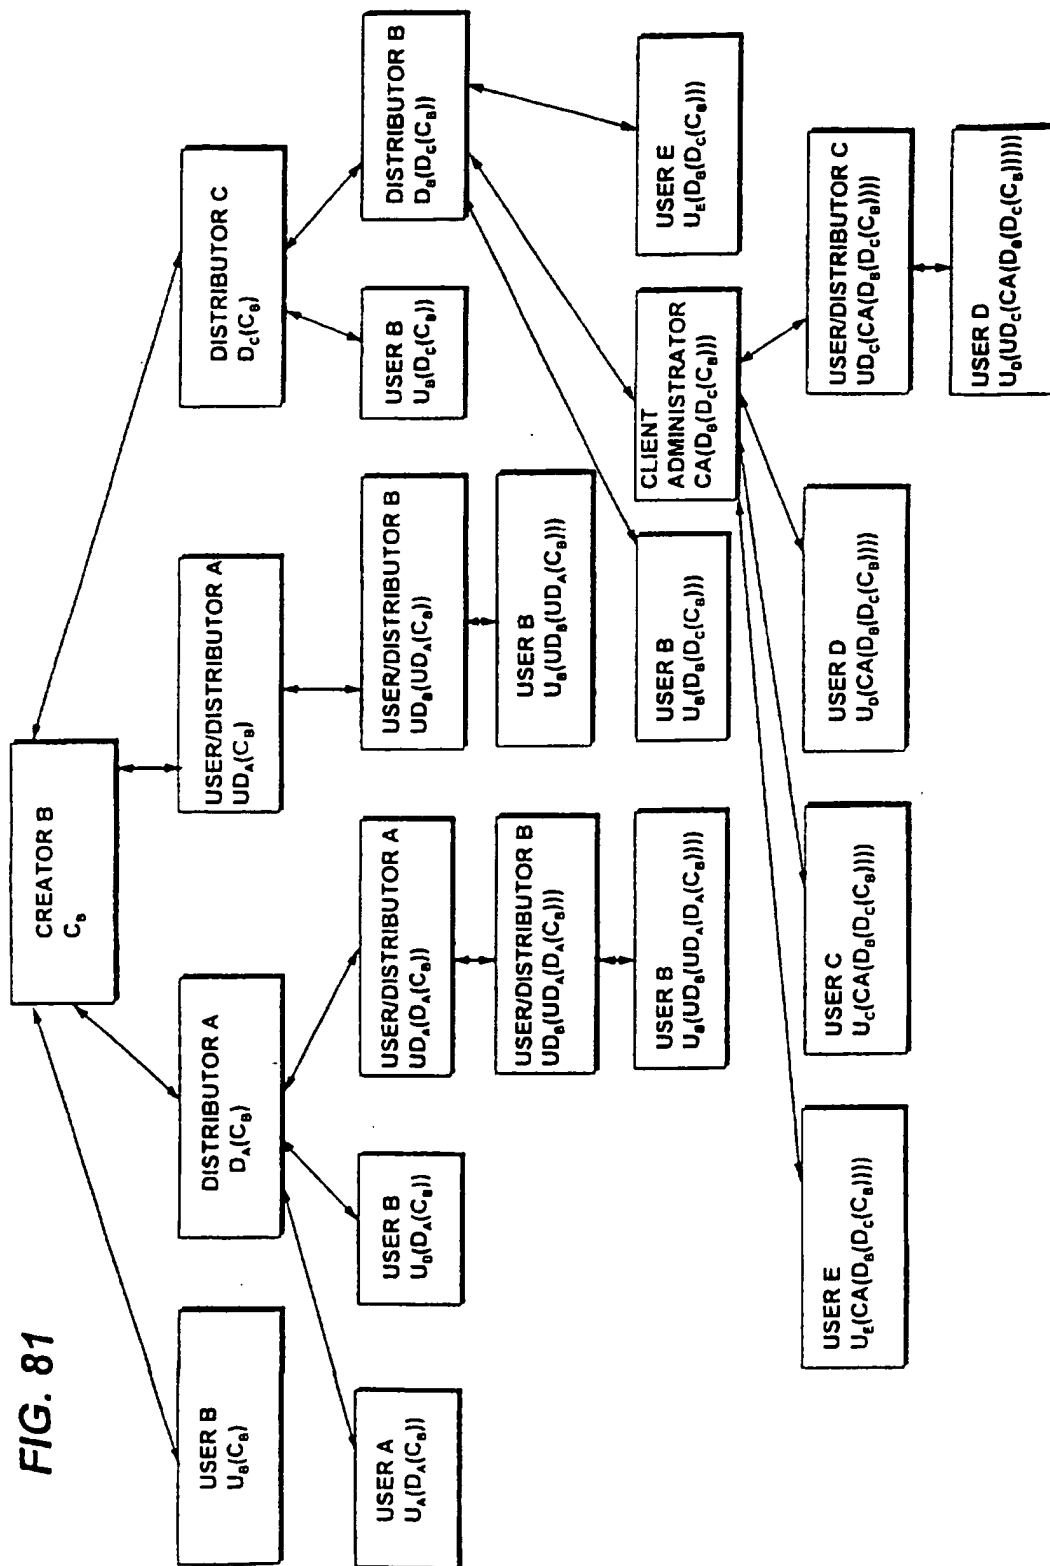 FIG. 81
CREATOR B
C_B
USER B
U_B(C_B)
DISTRIBUTOR A
D_A(C_B)
USER/DISTRIBUTOR A
UD_A(C_B)
DISTRIBUTOR C
D_C(C_B)
USER A
U_A(D_A(C_B))
USER B
U_D(D_A(C_B))
USER/DISTRIBUTOR A
UD_A(D_A(C_B))
USER/DISTRIBUTOR B
UD_B(UD_A(C_B))
USER B
U_B(D_C(C_B))
DISTRIBUTOR B
D_B(D_C(C_B))
USER/DISTRIBUTOR B
UD_B(UD_A(D_A(C_B)))
USER B
U_B(UD_B(UD_A(C_B)))
USER B
U_B(UD_B(UD_A(D_A(C_B))))
USER B
U_B(D_B(D_C(C_B)))
CLIENT
ADMINISTRATOR
CA(D_B(D_C(C_B)))
USER E
U_E(D_B(D_C(C_B)))
USER E
U_E(CA(D_B(D_C(C_B))))
USER C
U_C(CA(D_B(D_C(C_B))))
USER D
U_D(CA(D_B(D_C(C_B))))
USER/DISTRIBUTOR C
UD_C(CA(D_B(D_C(C_B))))
USER D
U_D(UD_C(CA(D_B(D_C(C_B)))))